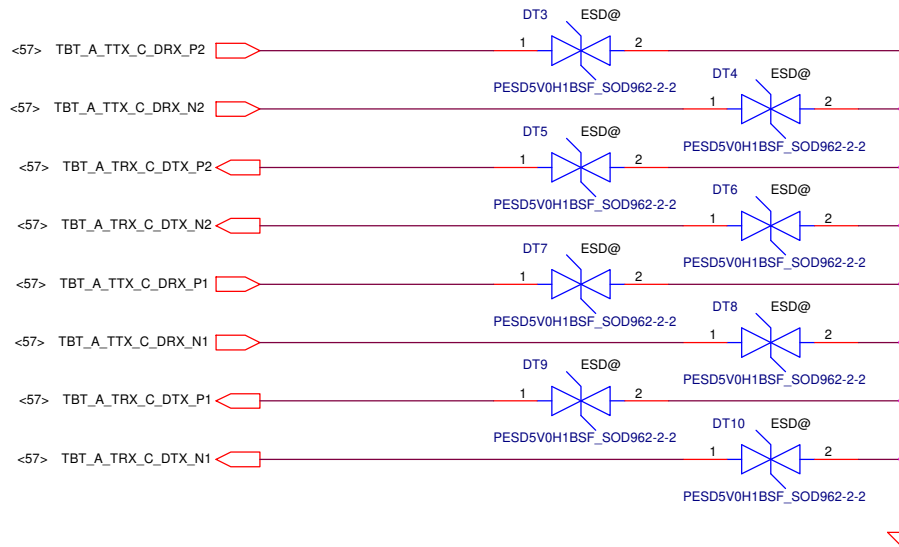 DT3 ESD@
<57> TBT_A_TTX_C_DRX_P2 1 2
PESD5V0H1BSF_SOD962-2-2
DT4 ESD@
<57> TBT_A_TTX_C_DRX_N2 1 2
PESD5V0H1BSF_SOD962-2-2
DT5 ESD@
<57> TBT_A_TRX_C_DTX_P2 1 2
PESD5V0H1BSF_SOD962-2-2
DT6 ESD@
<57> TBT_A_TRX_C_DTX_N2 1 2
PESD5V0H1BSF_SOD962-2-2
DT7 ESD@
<57> TBT_A_TTX_C_DRX_P1 1 2
PESD5V0H1BSF_SOD962-2-2
DT8 ESD@
<57> TBT_A_TTX_C_DRX_N1 1 2
PESD5V0H1BSF_SOD962-2-2
DT9 ESD@
<57> TBT_A_TRX_C_DTX_P1 1 2
PESD5V0H1BSF_SOD962-2-2
DT10 ESD@
<57> TBT_A_TRX_C_DTX_N1 1 2
PESD5V0H1BSF_SOD962-2-2